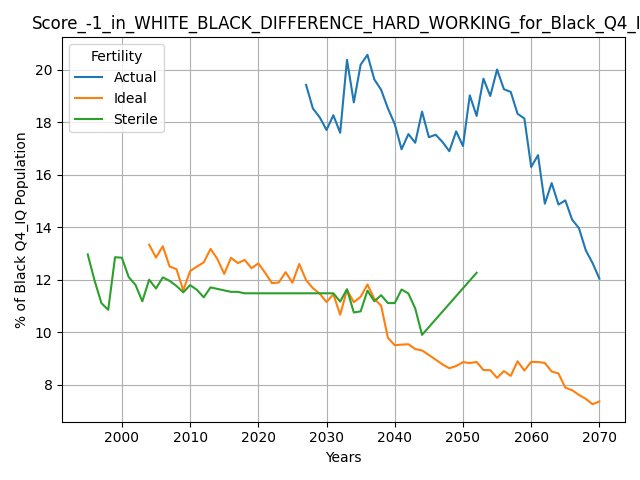 Score_-1_in_WHITE_BLACK_DIFFERENCE_HARD_WORKING_for_Black_Q4_I
Fertility
Actual
Ideal
Sterile
% of Black Q4_IQ Population
20
18
16
14
12
10
8
2000 2010 2020 2030 2040 2050 2060 2070
Years